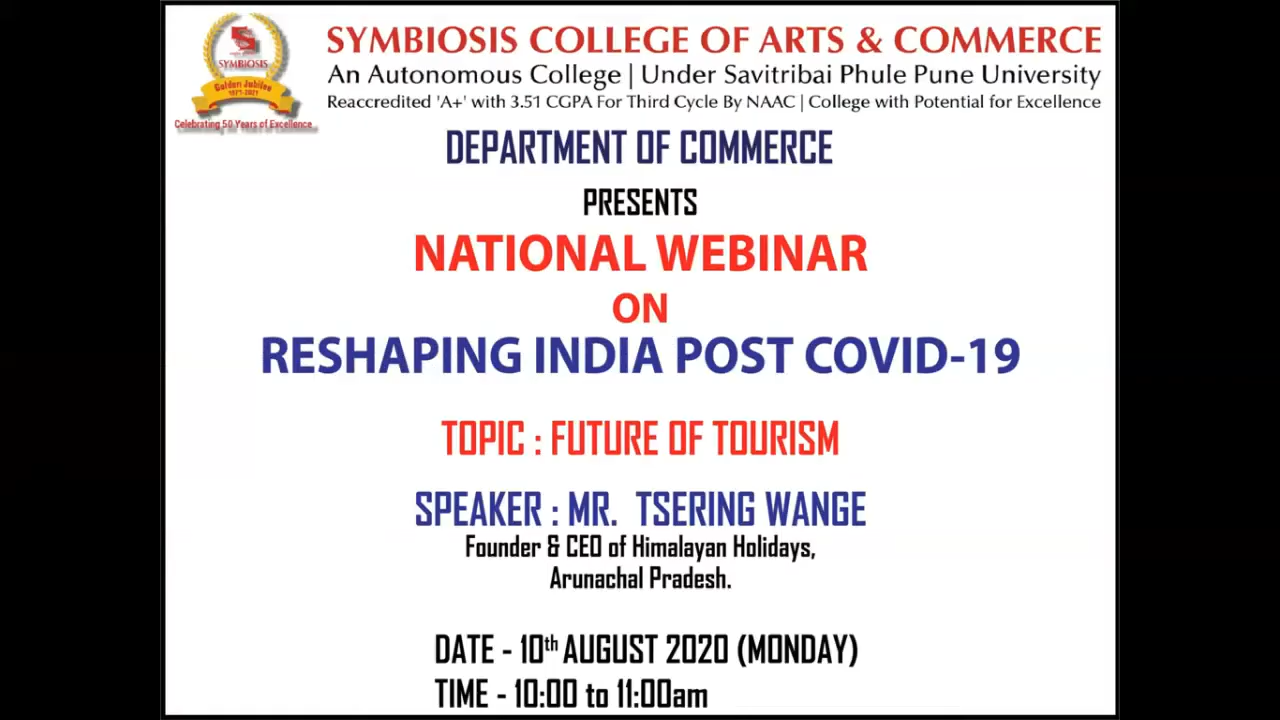 SYMBIOSIS
Golden Jubilee
1971-2021
Celebrating 50 Years of Excellence
SYMBIOSIS COLLEGE OF ARTS & COMMERCE
An Autonomous College | Under Savitribai Phule Pune University
Reaccredited 'A+' with 3.51 CGPA For Third Cycle By NAAC | College with Potential for Excellence
DEPARTMENT OF COMMERCE
PRESENTS
NATIONAL WEBINAR
ON
RESHAPING INDIA POST COVID-19
TOPIC : FUTURE OF TOURISM
SPEAKER : MR. TSERING WANGE
Founder & CEO of Himalayan Holidays,
Arunachal Pradesh.
DATE - 10th AUGUST 2020 (MONDAY)
TIME - 10:00 to 11:00am